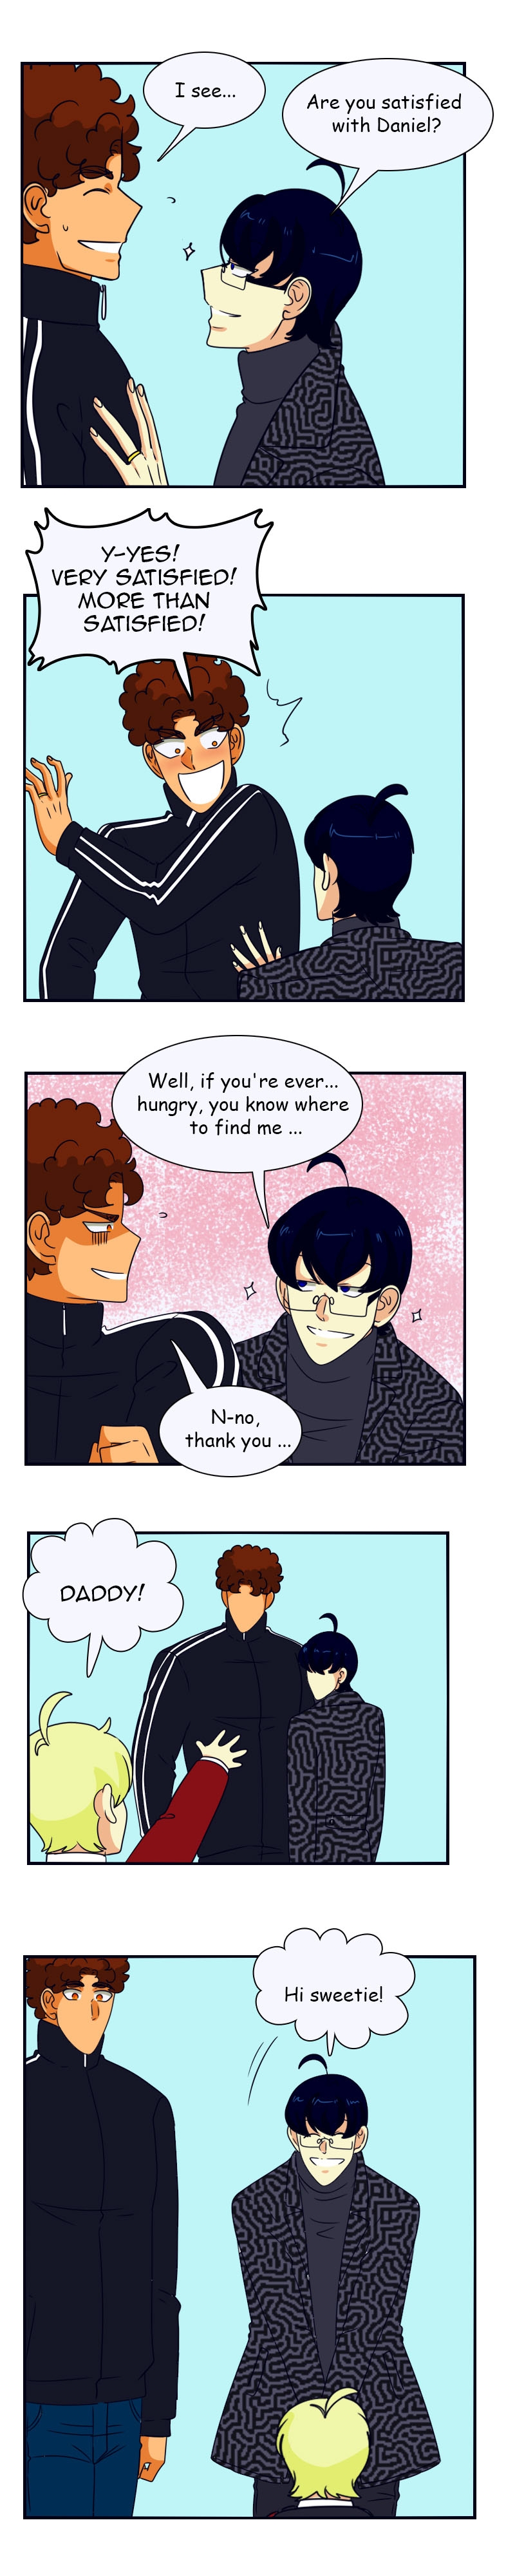 I see...
Are you satisfied
with Daniel?
Y-YES!
VERY SATISFIED!
MORE THAN
SATISFIED!
Well, if you're ever...
hungry, you know where
to find me ...
N-no,
thank you ...
DADDY!
Hi sweetie!